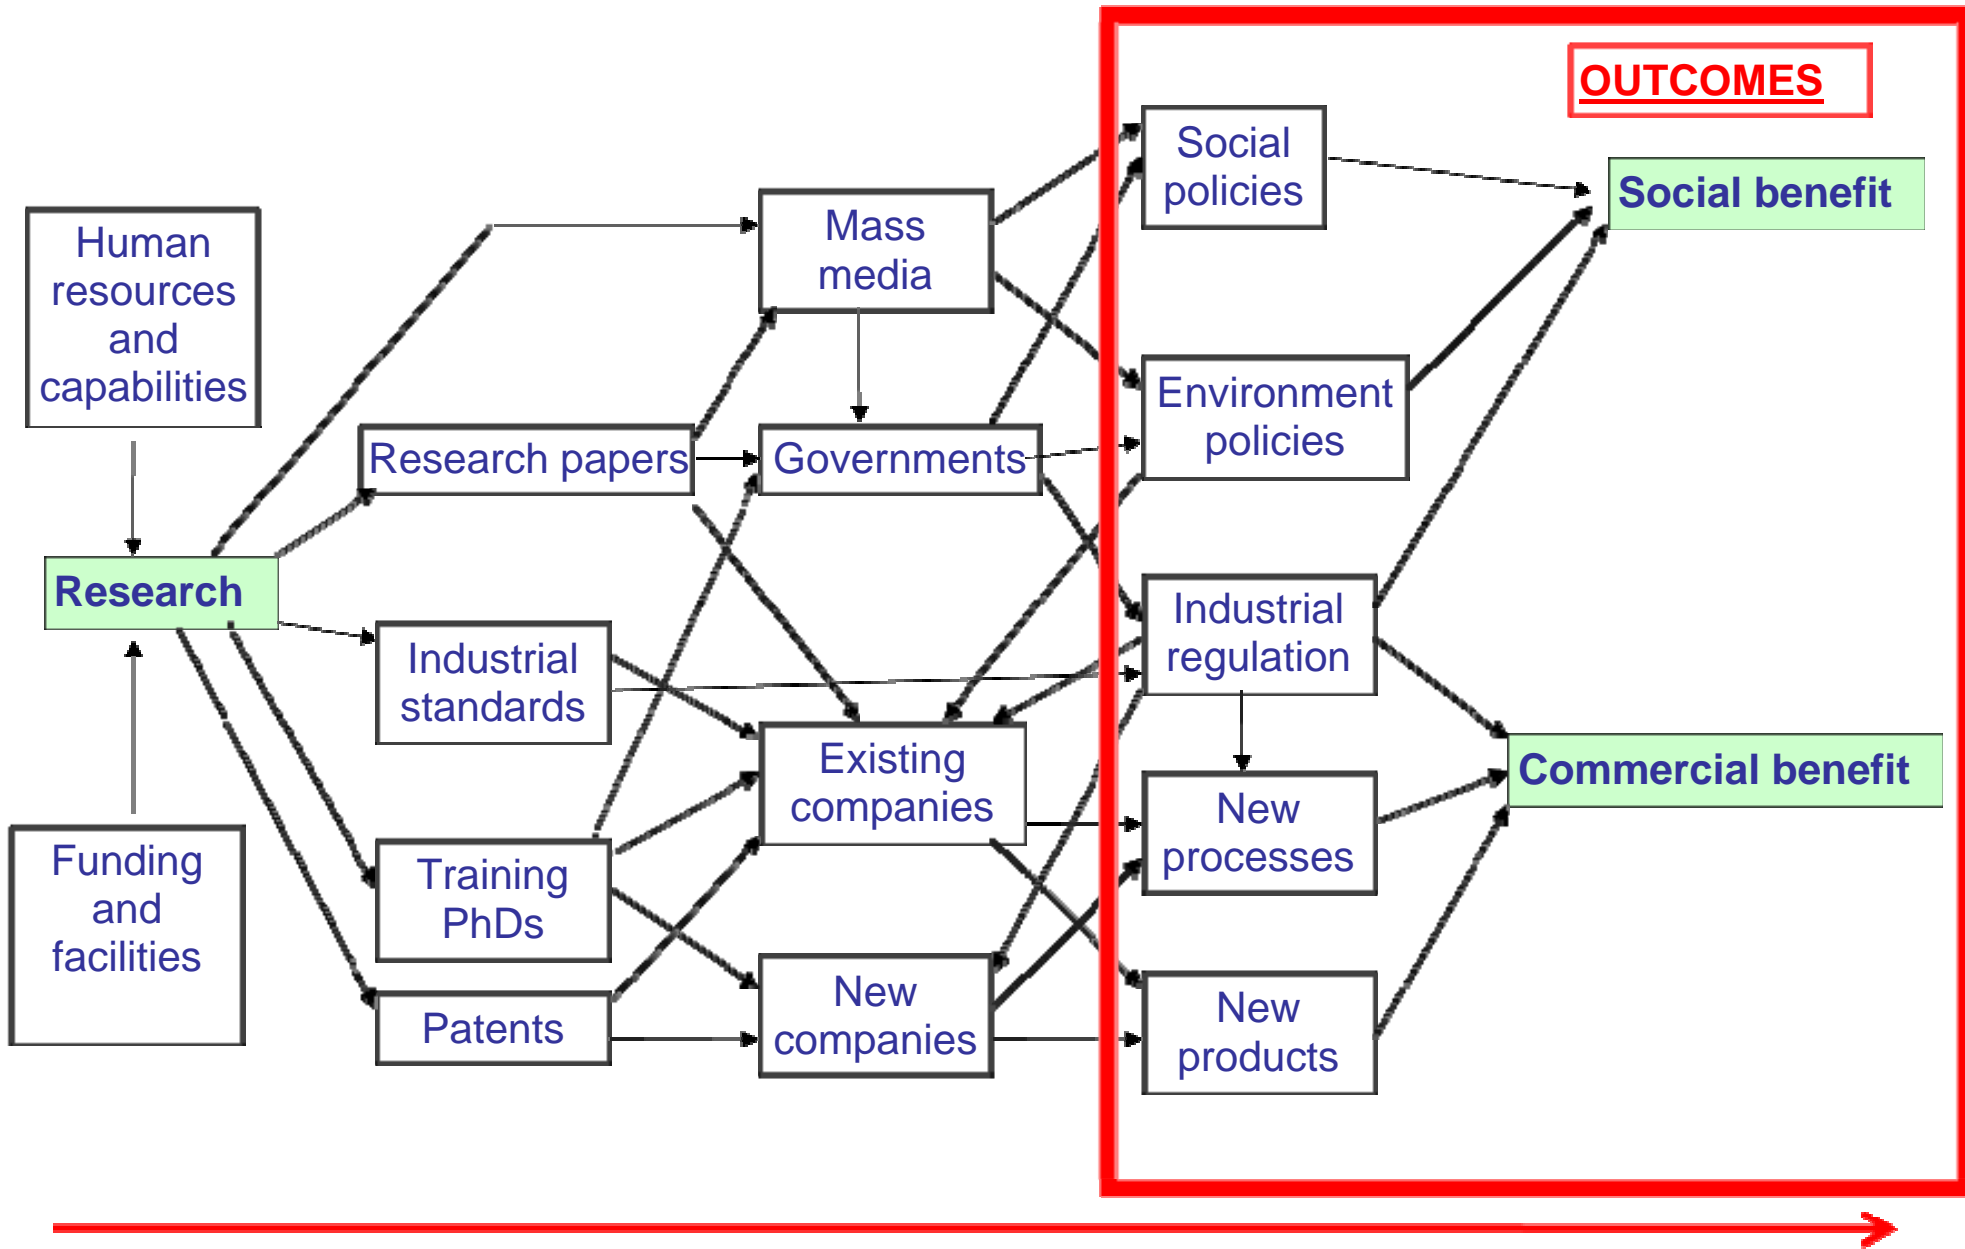 OUTCOMES
Social
policies
Social benefit
Mass
media
Human
resources
and
capabilities
Environment
policies
Research papers
Governments
Research
Industrial
regulation
Industrial
standards
Existing
companies
Commercial benefit
New
processes
Funding
and
facilities
Training
PhDs
New
companies
Patents
New
products